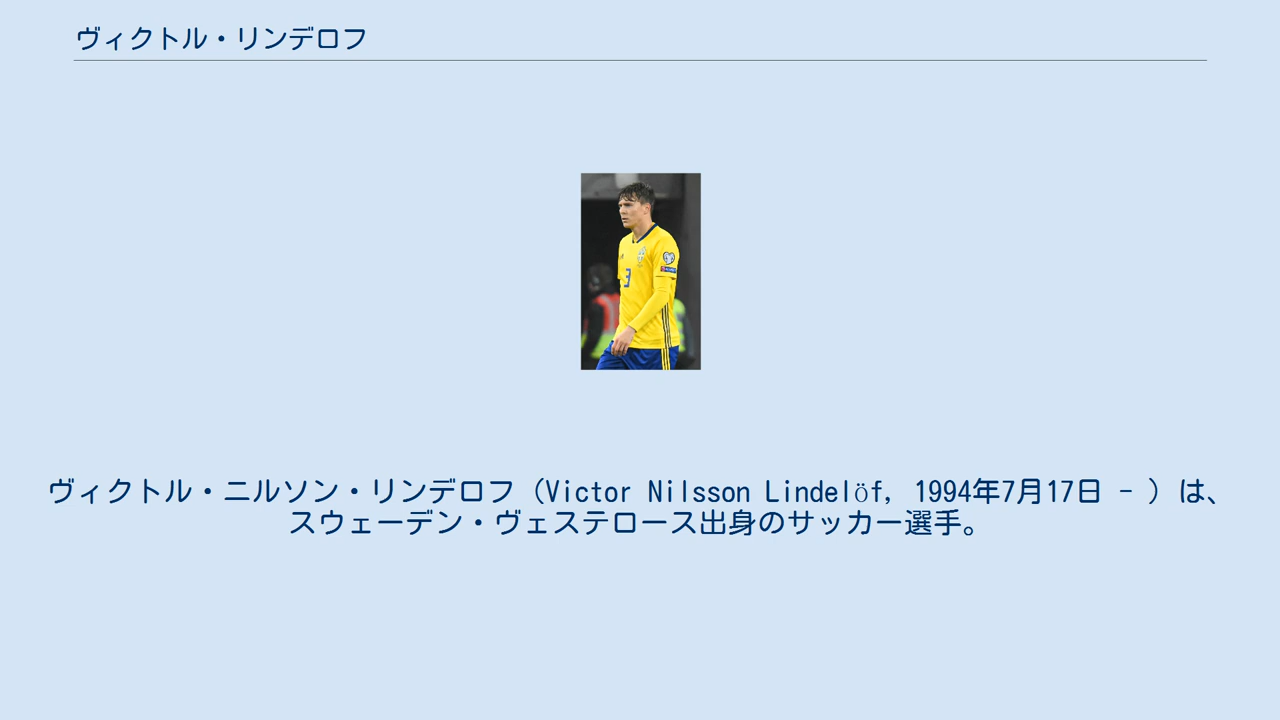 ヴィクトル・リンデロフ
3
ヴィクトル・ニルソン・リンデロフ（Victor Nilsson Lindelöf, 1994年7月17日 - ）は、
スウェーデン・ヴェステロース出身のサッカー選手。